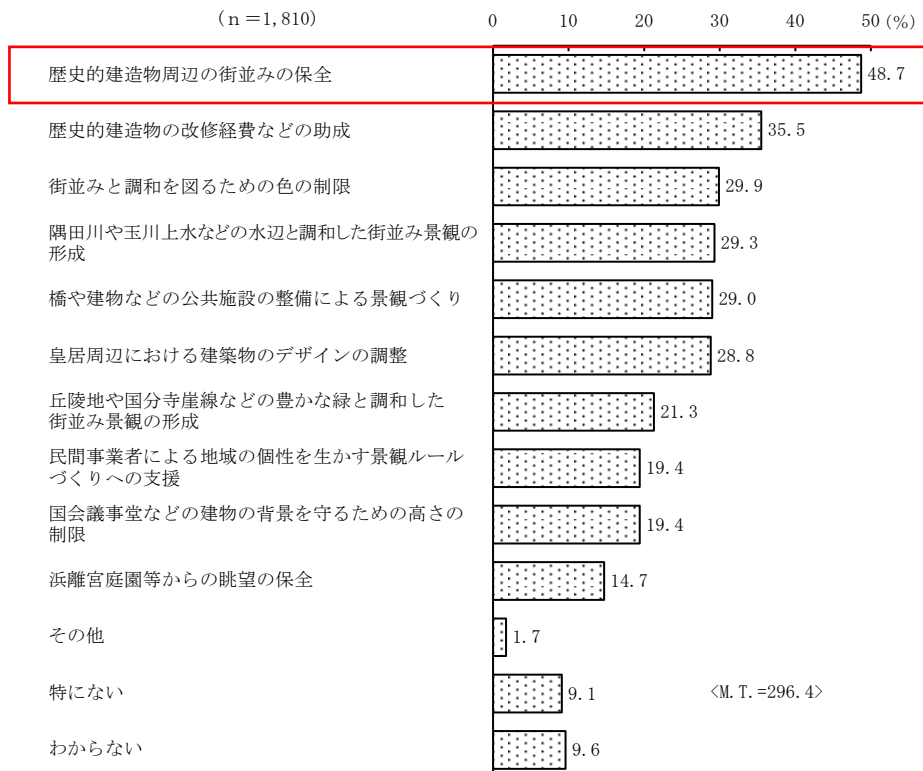 (n=1,810)
0 10 20 30 40 50 (%)
歴史的建造物周辺の街並みの保全 48.7
歴史的建造物の改修経費などの助成 35.5
街並みと調和を図るための色の制限 29.9
隅田川や玉川上水などの水辺と調和した街並み景観の
形成 29.3
橋や建物などの公共施設の整備による景観づくり 29.0
皇居周辺における建築物のデザインの調整 28.8
丘陵地や国分寺崖線などの豊かな緑と調和した
街並み景観の形成 21.3
民間事業者による地域の個性を生かす景観ルール
づくりへの支援 19.4
国会議事堂などの建物の背景を守るための高さの
制限 19.4
浜離宮庭園等からの眺望の保全 14.7
その他 1.7
特にない 9.1 <M.T.=296.4>
わからない 9.6